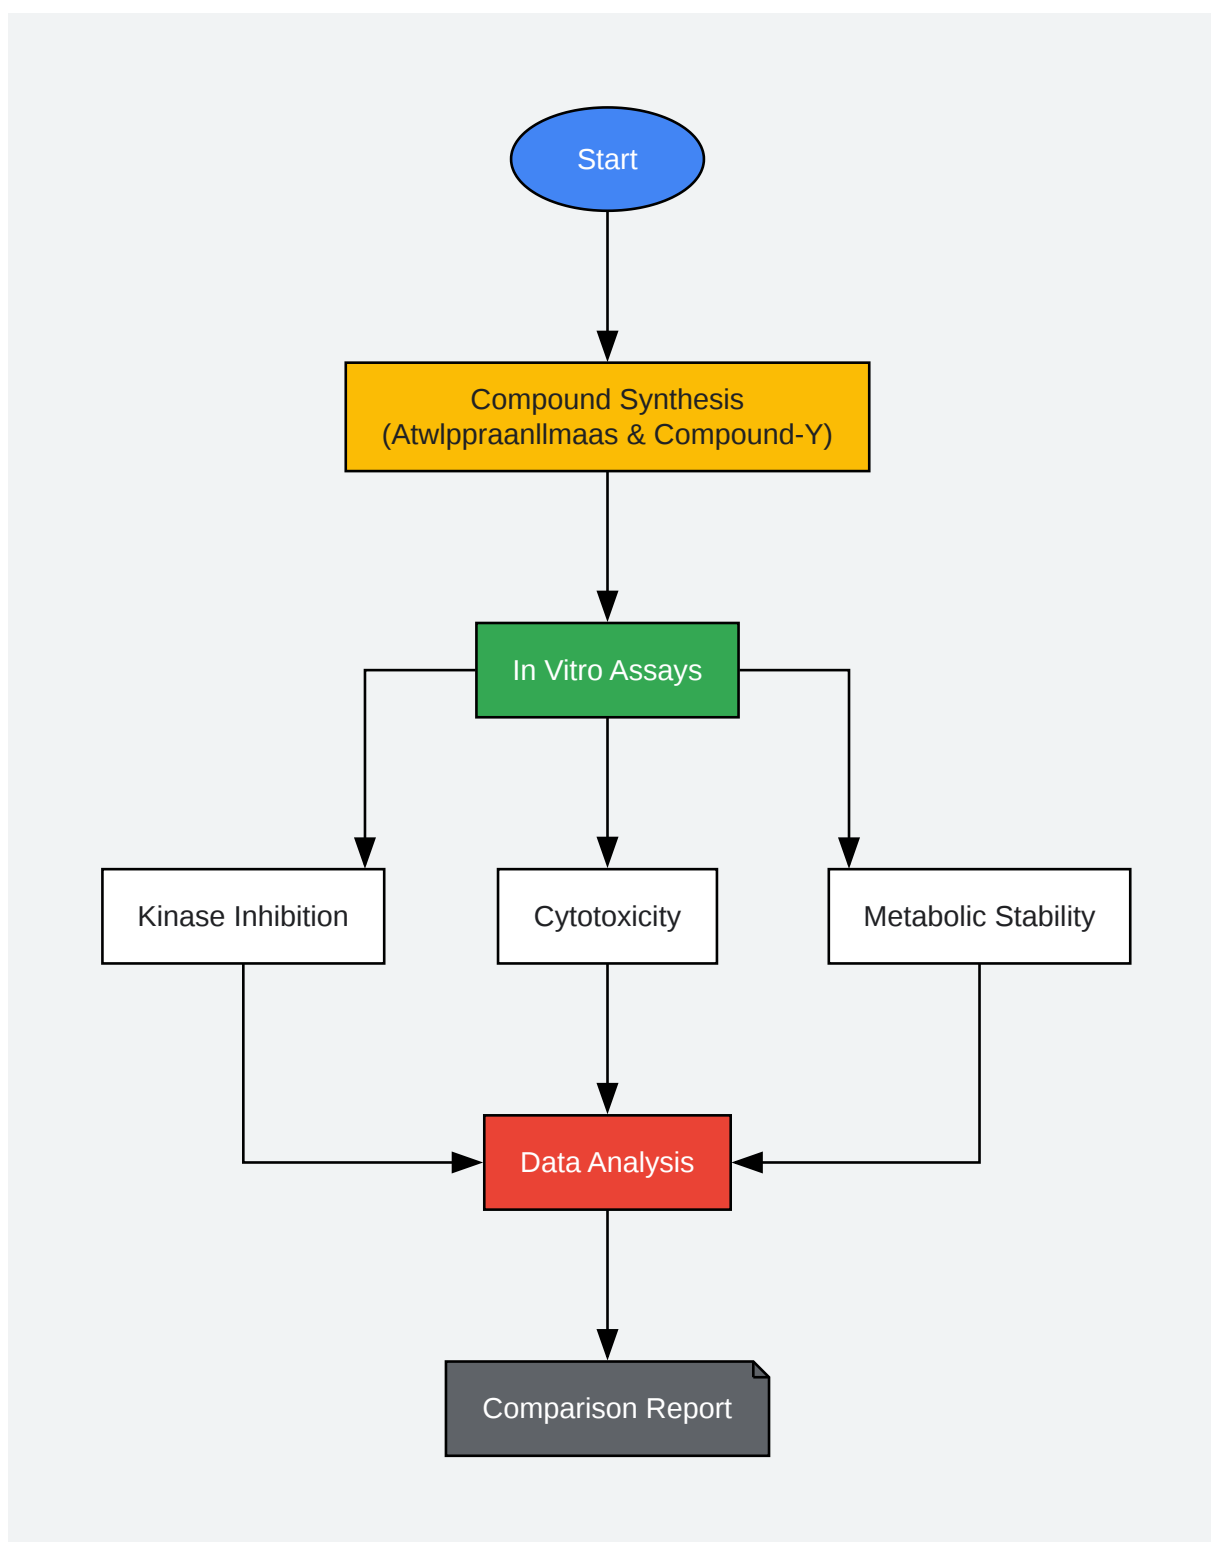 Start
Compound Synthesis
(Atwlppraanllmaas & Compound-Y)
In Vitro Assays
Kinase Inhibition
Cytotoxicity
Metabolic Stability
Data Analysis
Comparison Report